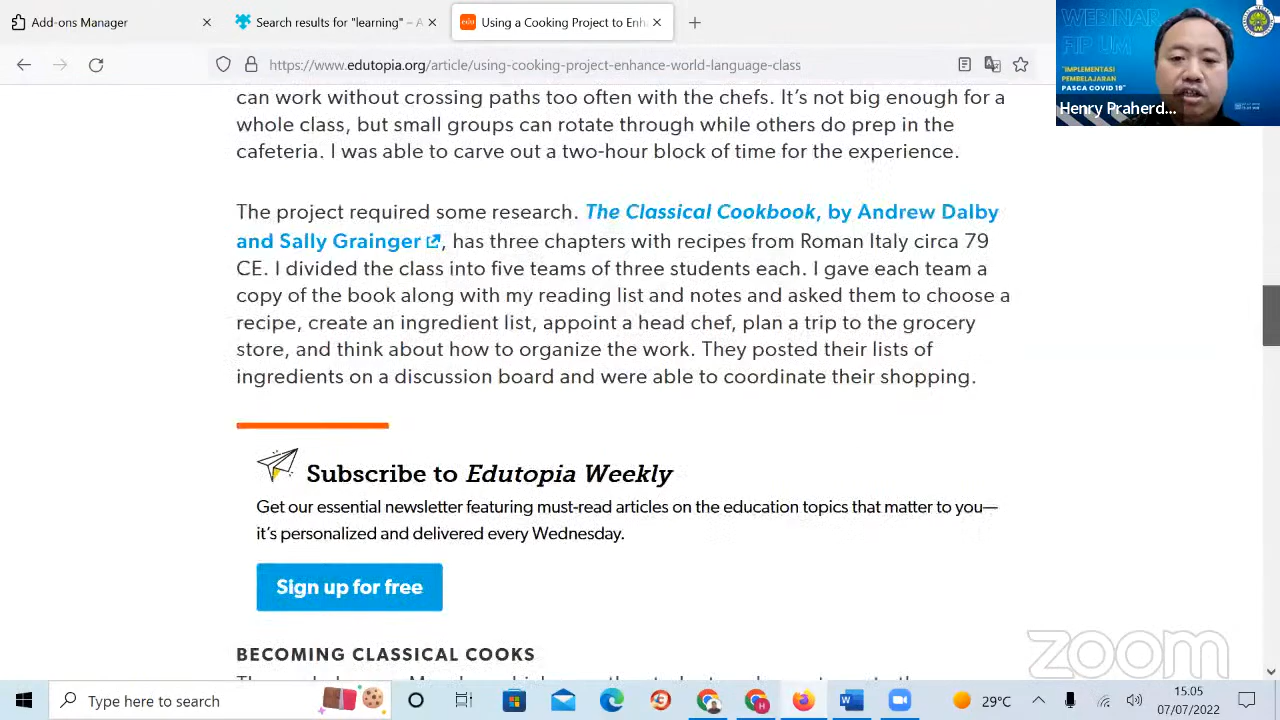 Add-ons Manager
Search results for "learning" – A
edu
Using a Cooking Project to Enh
https://www.edutopia.org/article/using-cooking-project-enhance-world-language-class
WEBINAR
FIP UM
"IMPLEMENTASI
PEMBELAJARAN
PASCA COVID 19"
Henry Praherd...
can work without crossing paths too often with the chefs. It's not big enough for a
whole class, but small groups can rotate through while others do prep in the
cafeteria. I was able to carve out a two-hour block of time for the experience.
The project required some research. The Classical Cookbook, by Andrew Dalby
and Sally Grainger, has three chapters with recipes from Roman Italy circa 79
CE. I divided the class into five teams of three students each. I gave each team a
copy of the book along with my reading list and notes and asked them to choose a
recipe, create an ingredient list, appoint a head chef, plan a trip to the grocery
store, and think about how to organize the work. They posted their lists of
ingredients on a discussion board and were able to coordinate their shopping.
Subscribe to Edutopia Weekly
Get our essential newsletter featuring must-read articles on the education topics that matter to you—
it's personalized and delivered every Wednesday.
Sign up for free
BECOMING CLASSICAL COOKS
zoom
Type here to search
29°C
15.05
07/07/2022